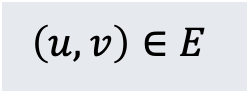 (u, v) ∈ E